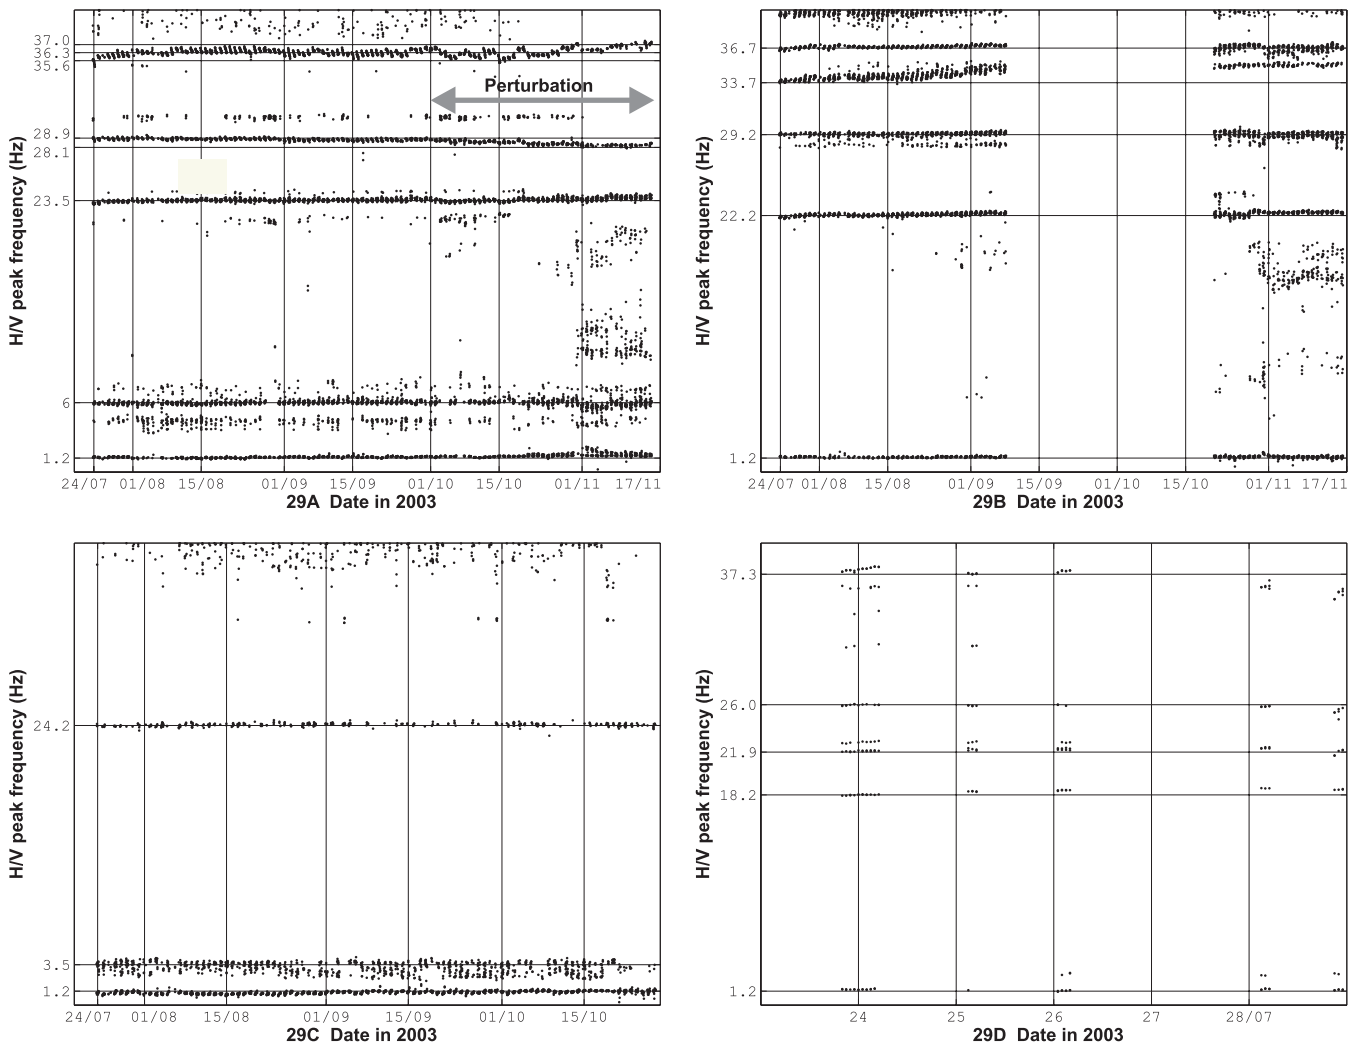 H/V peak frequency (Hz)
37.0
36.3
35.6
28.9
28.1
23.5
6
1.2
Perturbation
24/07 01/08 15/08 01/09 15/09 01/10 15/10 01/11 17/11
29A Date in 2003
H/V peak frequency (Hz)
36.7
33.7
29.2
22.2
1.2
24/07 01/08 15/08 01/09 15/09 01/10 15/10 01/11 17/11
29B Date in 2003
H/V peak frequency (Hz)
24.2
3.5
1.2
24/07 01/08 15/08 01/09 15/09 01/10 15/10
29C Date in 2003
H/V peak frequency (Hz)
37.3
26.0
21.9
18.2
1.2
24 25 26 27 28/07
29D Date in 2003